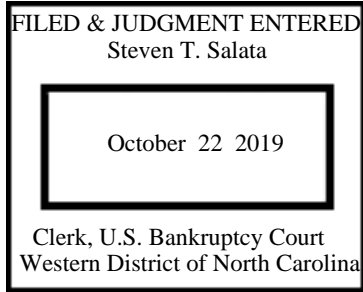 FILED & JUDGMENT ENTERED
Steven T. Salata
October 22 2019
Clerk, U.S. Bankruptcy Court
Western District of North Carolina